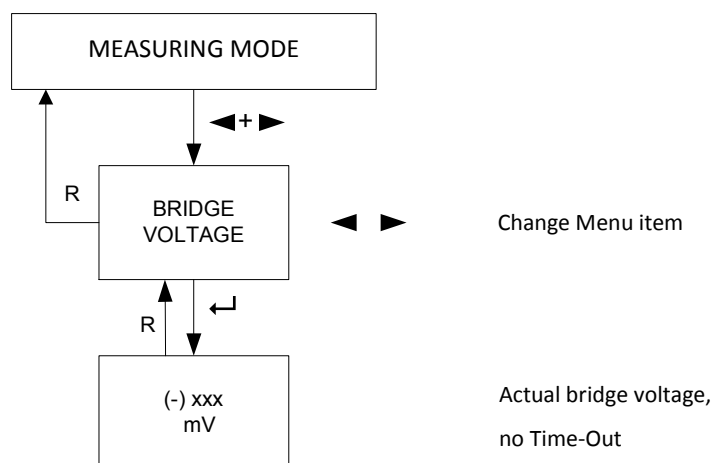 MEASURING MODE
◄+►
R
BRIDGE
VOLTAGE
◄ ►
Change Menu item
R
↵
(-) xxx
mV
Actual bridge voltage,
no Time-Out